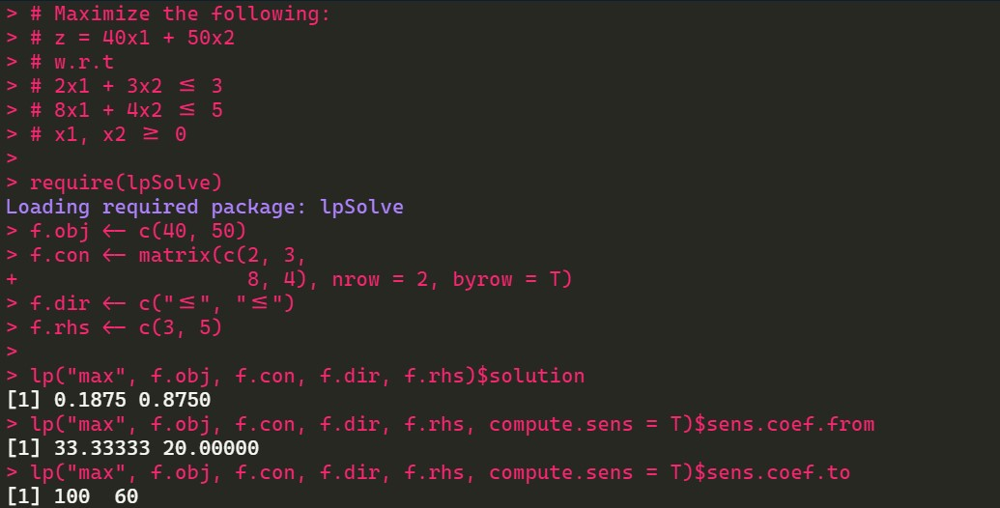 > # Maximize the following:
> # z = 40x1 + 50x2
> # w.r.t
> # 2x1 + 3x2 ≤ 3
> # 8x1 + 4x2 ≤ 5
> # x1, x2 ≥ 0
>
> require(lpSolve)
Loading required package: lpSolve
> f.obj ← c(40, 50)
> f.con ← matrix(c(2, 3,
+                   8, 4), nrow = 2, byrow = T)
> f.dir ← c("≤", "≤")
> f.rhs ← c(3, 5)
>
> lp("max", f.obj, f.con, f.dir, f.rhs)$solution
[1] 0.1875 0.8750
> lp("max", f.obj, f.con, f.dir, f.rhs, compute.sens = T)$sens.coef.from
[1] 33.33333 20.00000
> lp("max", f.obj, f.con, f.dir, f.rhs, compute.sens = T)$sens.coef.to
[1] 100  60